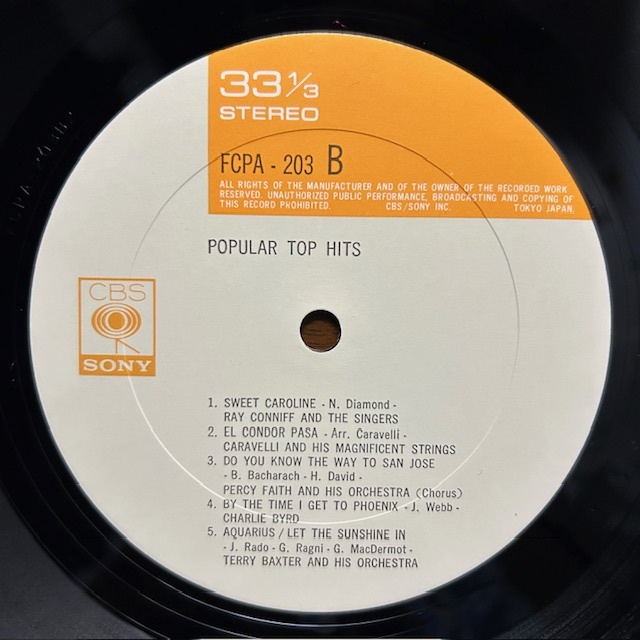 33 1/3
STEREO
FCPA - 203 B
ALL RIGHTS OF THE MANUFACTURER AND OF THE OWNER OF THE RECORDED WORK
RESERVED. UNAUTHORIZED PUBLIC PERFORMANCE, BROADCASTING AND COPYING OF
THIS RECORD PROHIBITED. CBS/SONY INC. TOKYO JAPAN.
POPULAR TOP HITS
CBS
SONY
1. SWEET CAROLINE - N. Diamond -
RAY CONNIFF AND THE SINGERS
2. EL CONDOR PASA - Arr. Caravelli -
CARAVELLI AND HIS MAGNIFICENT STRINGS
3. DO YOU KNOW THE WAY TO SAN JOSE
- B. Bacharach - H. David -
PERCY FAITH AND HIS ORCHESTRA (Chorus)
4. BY THE TIME I GET TO PHOENIX - J. Webb -
CHARLIE BYRD
5. AQUARIUS / LET THE SUNSHINE IN
- J. Rado - G. Ragni - G. MacDermot -
TERRY BAXTER AND HIS ORCHESTRA